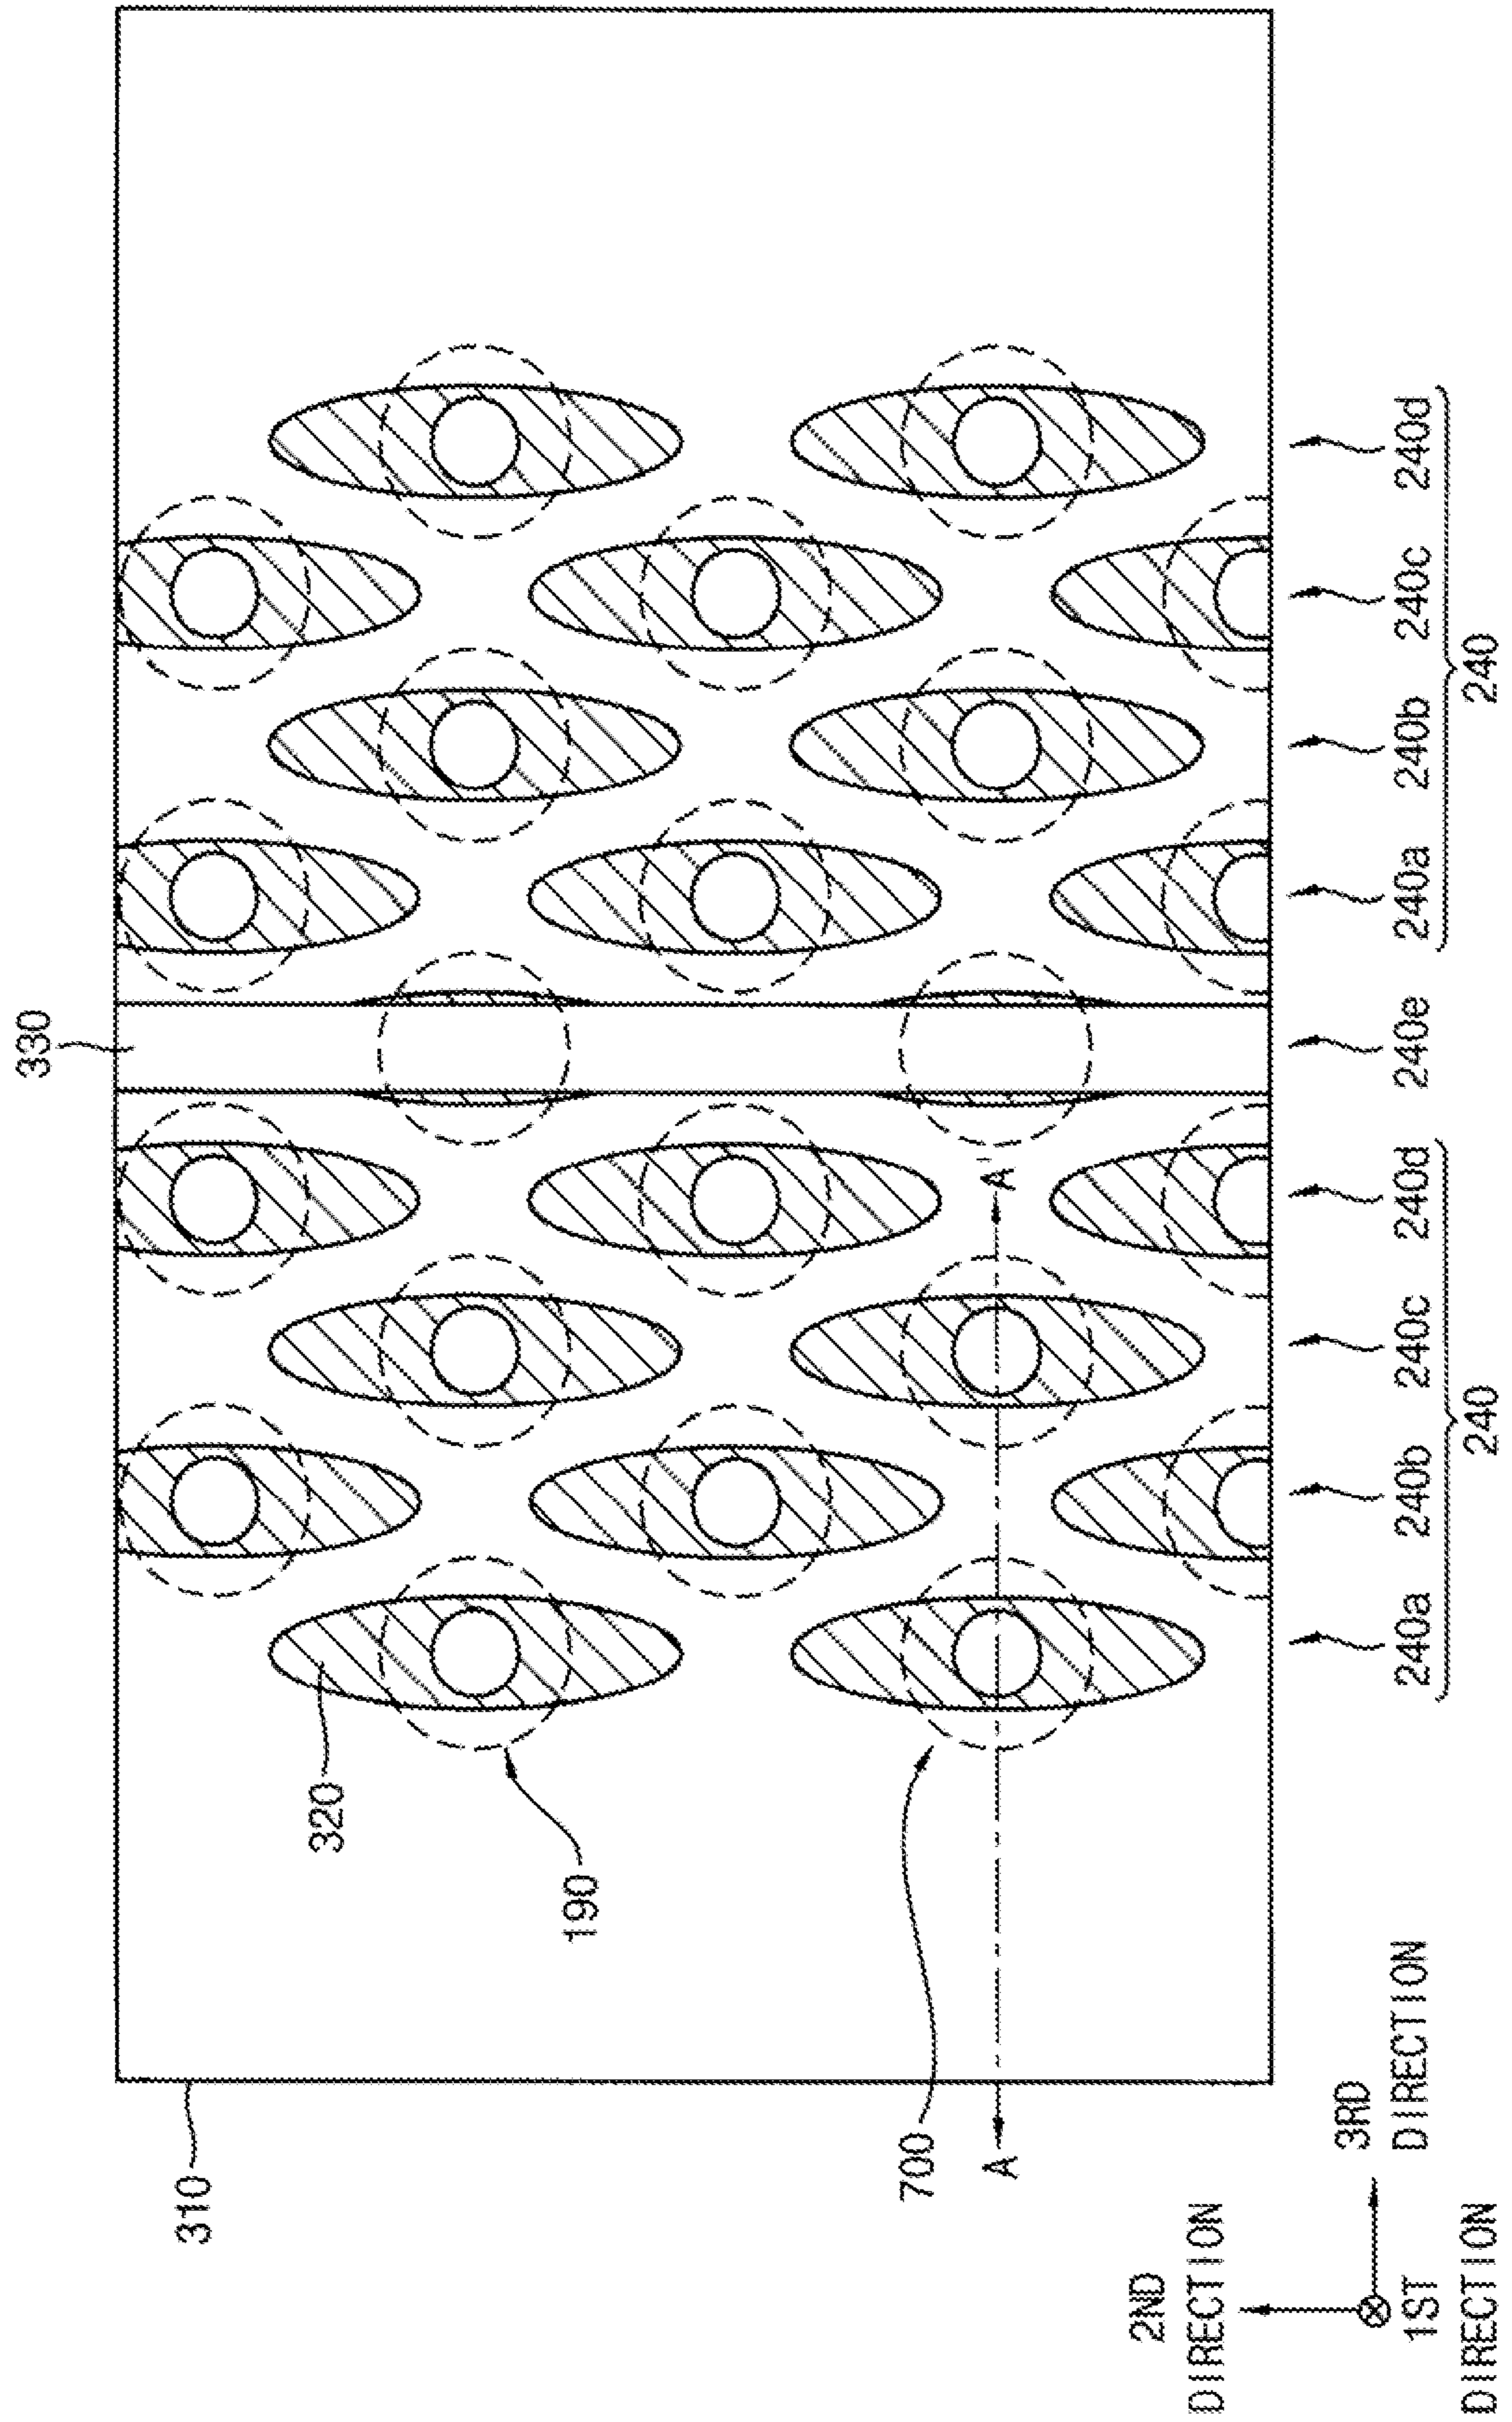 330
310
320
190
700
A A'
2ND
DIRECTION
3RD
DIRECTION
1ST
DIRECTION
240a 240b 240c 240d 240e 240a 240b 240c 240d
240 240